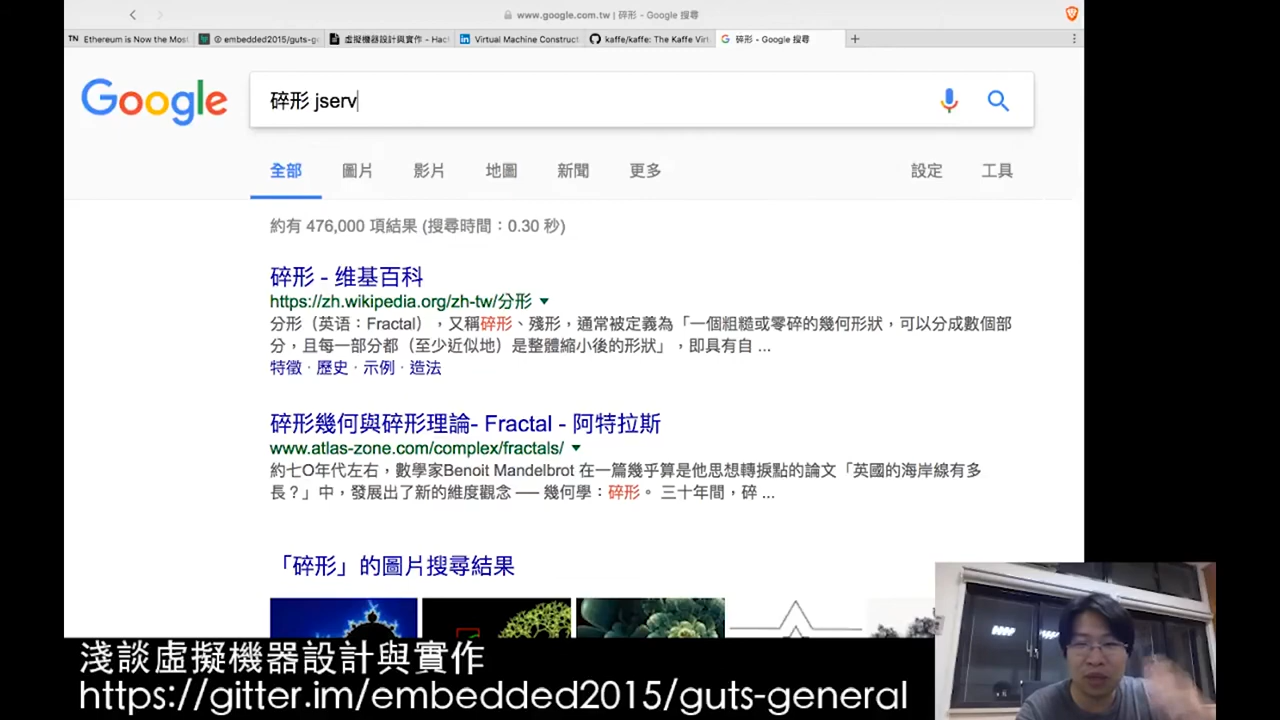 www.google.com.tw | 碎形 - Google 搜尋
TN Ethereum is Now the Most
embedded2015/guts-g
虛擬機器設計與實作 - Hac
Virtual Machine Construct
kaffe/kaffe: The Kaffe Virt
碎形 - Google 搜尋
Google
碎形 jserv
全部 圖片 影片 地圖 新聞 更多 設定 工具
約有 476,000 項結果 (搜尋時間：0.30 秒)
碎形 - 维基百科
https://zh.wikipedia.org/zh-tw/分形
分形（英语：Fractal），又稱碎形、殘形，通常被定義為「一個粗糙或零碎的幾何形狀，可以分成數個部
分，且每一部分都（至少近似地）是整體縮小後的形狀」，即具有自 ...
特徵 · 歷史 · 示例 · 造法
碎形幾何與碎形理論- Fractal - 阿特拉斯
www.atlas-zone.com/complex/fractals/
約七O年代左右，數學家Benoit Mandelbrot 在一篇幾乎算是他思想轉捩點的論文「英國的海岸線有多
長？」中，發展出了新的維度觀念 ── 幾何學：碎形。 三十年間，碎 ...
「碎形」的圖片搜尋結果
淺談虛擬機器設計與實作
https://gitter.im/embedded2015/guts-general